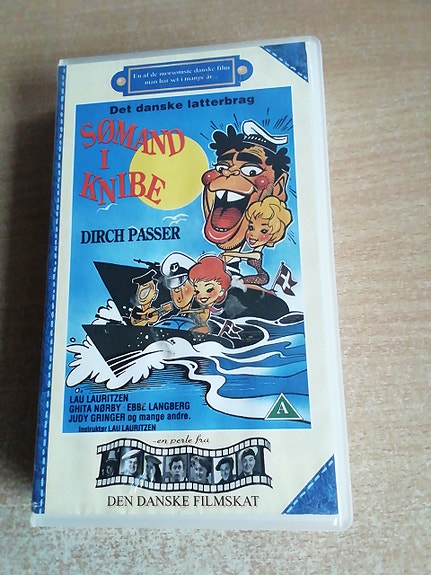 En af de morsomste danske film
man har set i mange år...
Det danske latterbrag
SØMAND
I
KNIBE
DIRCH PASSER
LAU LAURITZEN
GHITA NØRBY · EBBE LANGBERG
JUDY GRINGER og mange andre.
Instruktør LAU LAURITZEN
A
-en perle fra
DEN DANSKE FILMSKAT